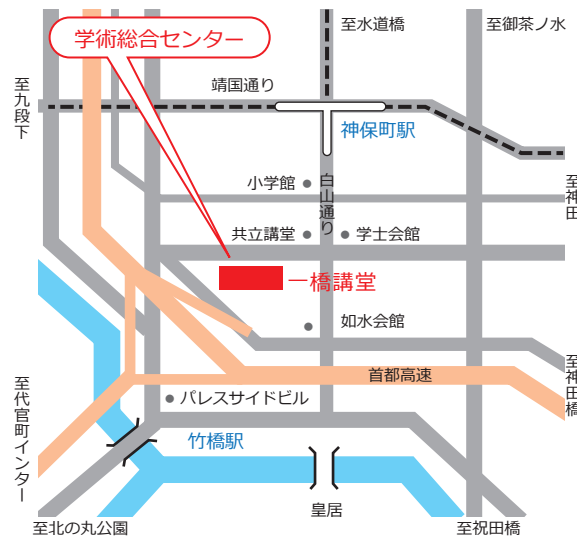 至水道橋
至御茶ノ水
学術総合センター
至九段下
靖国通り
神保町駅
小学館
白山通り
至神田
共立講堂
学士会館
一橋講堂
如水会館
首都高速
至神田橋
至代官町インター
パレスサイドビル
竹橋駅
皇居
至北の丸公園
至祝田橋